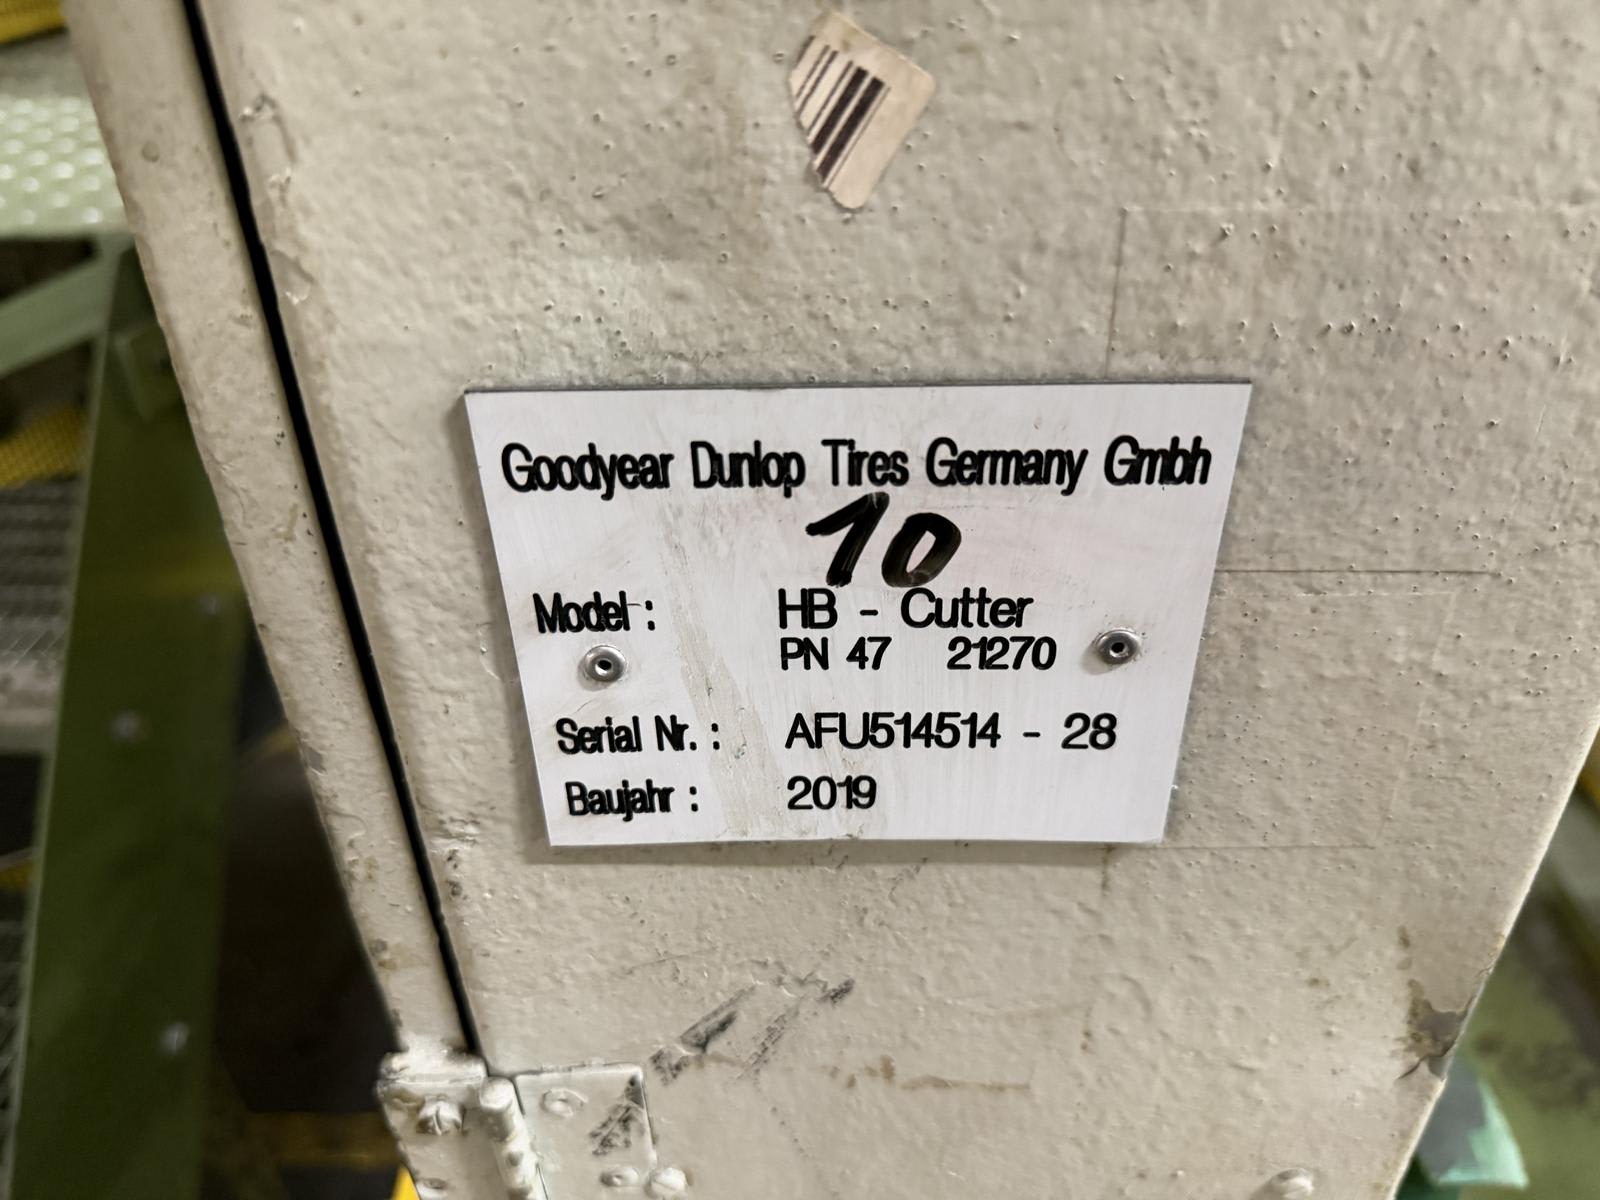 Goodyear Dunlop Tires Germany Gmbh
10
Model : HB - Cutter
PN 47 21270
Serial Nr. : AFU514514 - 28
Baujahr : 2019